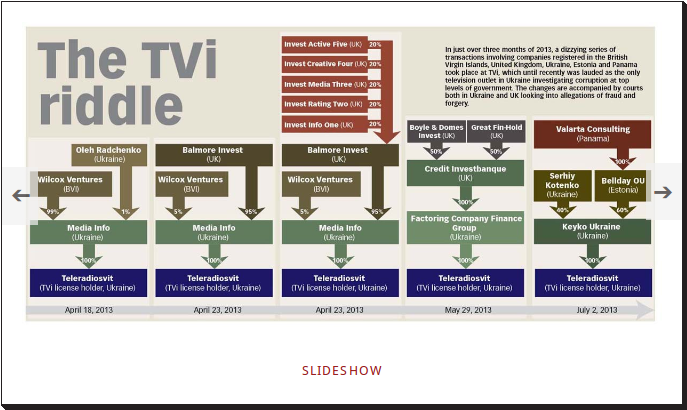 The TVi
riddle
Invest Active Five (UK) 20%
Invest Creative Four (UK) 20%
Invest Media Three (UK) 20%
Invest Rating Two (UK) 20%
Invest Info One (UK) 20%
In just over three months of 2013, a dizzying series of
transactions involving companies registered in the British
Virgin Islands, United Kingdom, Ukraine, Estonia and Panama
took place at TVi, which until recently was lauded as the only
television outlet in Ukraine investigating corruption at top
levels of government. The changes are accompanied by courts
both in Ukraine and UK looking into allegations of fraud and
forgery.
Oleh Radchenko
(Ukraine)
Wilcox Ventures
(BVI)
99%
1%
Media Info
(Ukraine)
100%
Teleradiosvit
(TVi license holder, Ukraine)
April 18, 2013
Balmore Invest
(UK)
Wilcox Ventures
(BVI)
5%
95%
Media Info
(Ukraine)
100%
Teleradiosvit
(TVi license holder, Ukraine)
April 23, 2013
Balmore Invest
(UK)
Wilcox Ventures
(BVI)
5%
95%
Media Info
(Ukraine)
100%
Teleradiosvit
(TVi license holder, Ukraine)
April 23, 2013
Boyle & Domes
Invest (UK)
Great Fin-Hold
(UK)
50%
50%
Credit Investbanque
(UK)
100%
Factoring Company Finance
Group
(Ukraine)
100%
Teleradiosvit
(TVi license holder, Ukraine)
May 29, 2013
Valarta Consulting
(Panama)
100%
Serhiy
Kotenko
(Ukraine)
Bellday OU
(Estonia)
40%
60%
Keyko Ukraine
(Ukraine)
100%
Teleradiosvit
(TVi license holder, Ukraine)
July 2, 2013
SLIDESHOW